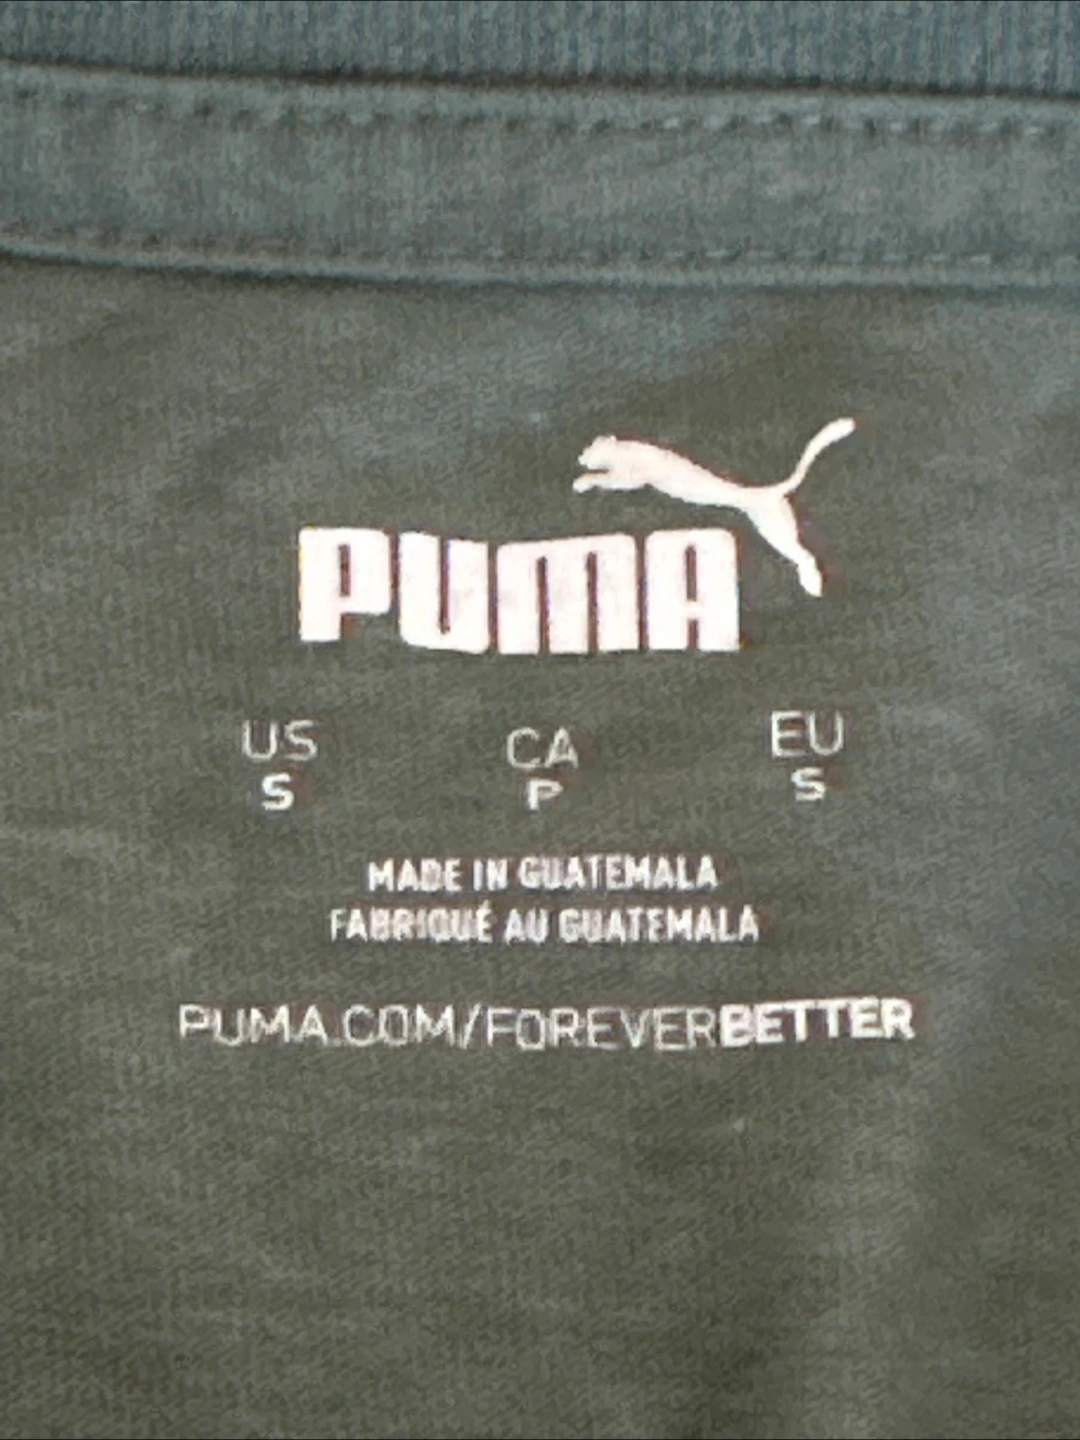 PUMA
US CA EU
S P S
MADE IN GUATEMALA
FABRIQUÉ AU GUATEMALA
PUMA.COM/FOREVERBETTER